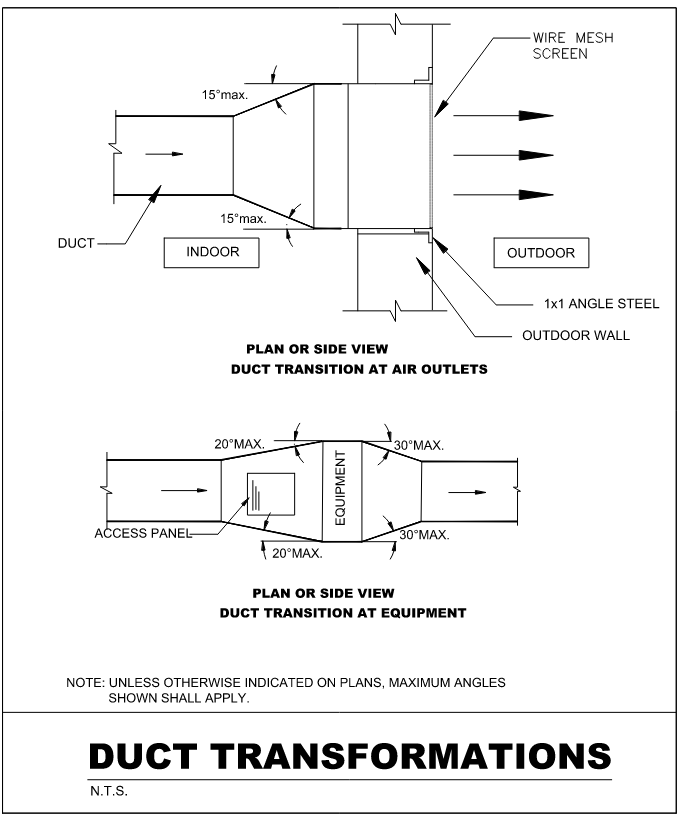 WIRE MESH
SCREEN
15°max.
15°max.
DUCT
INDOOR
OUTDOOR
1x1 ANGLE STEEL
OUTDOOR WALL
PLAN OR SIDE VIEW
DUCT TRANSITION AT AIR OUTLETS
20°MAX.
30°MAX.
EQUIPMENT
ACCESS PANEL
30°MAX.
20°MAX.
PLAN OR SIDE VIEW
DUCT TRANSITION AT EQUIPMENT
NOTE: UNLESS OTHERWISE INDICATED ON PLANS, MAXIMUM ANGLES
SHOWN SHALL APPLY.
DUCT TRANSFORMATIONS
N.T.S.